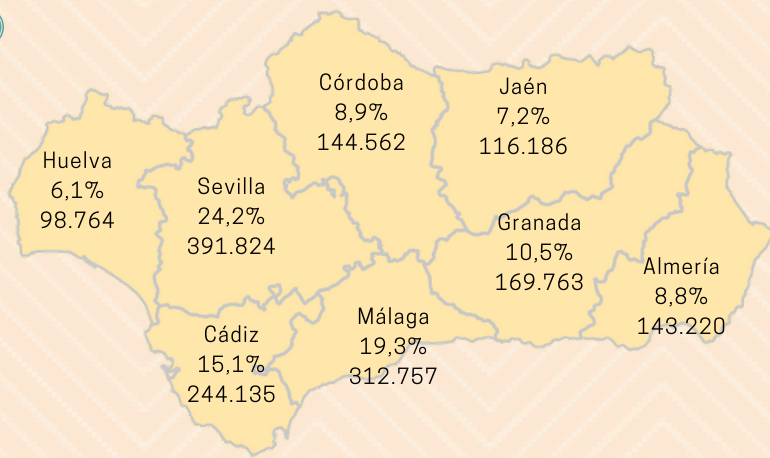 Córdoba
8,9%
144.562
Jaén
7,2%
116.186
Huelva
6,1%
98.764
Sevilla
24,2%
391.824
Granada
10,5%
169.763
Almería
8,8%
143.220
Cádiz
15,1%
244.135
Málaga
19,3%
312.757